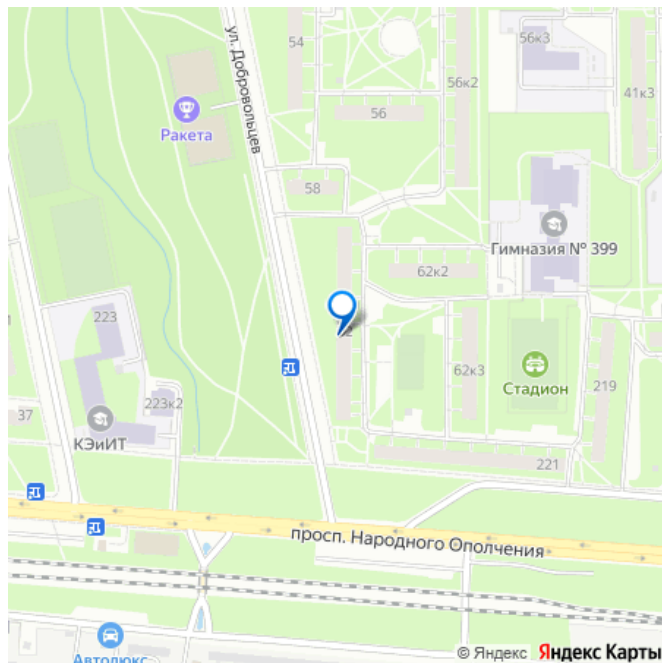 54
56к3
ул. Добровольцев
56к2
41к3
56
Ракета
58
Гимназия № 399
62к2
223
62к3
Стадион
219
223к2
37
КЭиИТ
221
просп. Народного Ополчения
Автолюкс
© Яндекс Яндекс Карты